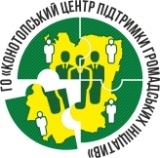 ГО «КОНОТОПСЬКИЙ ЦЕНТР ПІДТРИМКИ ГРОМАДСЬКИХ ІНІЦІАТИВ»